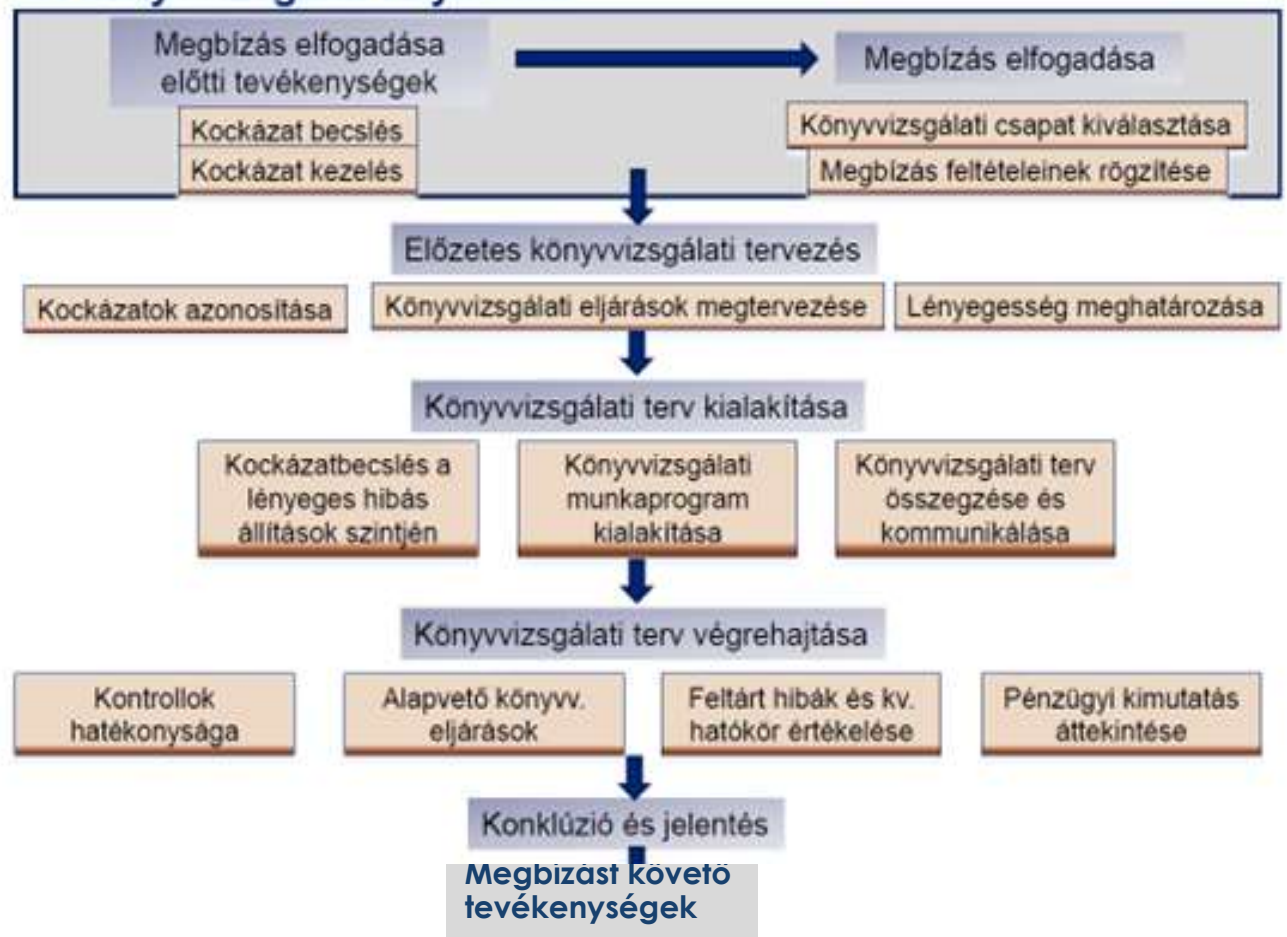 Megbízás elfogadása
előtti tevékenységek
Megbízás elfogadása
Kockázat becslés
Kockázat kezelés
Könyvvizsgálati csapat kiválasztása
Megbízás feltételeinek rögzítése
Előzetes könyvvizsgálati tervezés
Kockázatok azonosítása
Könyvvizsgálati eljárások megtervezése
Lényegesség meghatározása
Könyvvizsgálati terv kialakítása
Kockázatbecslés a
lényeges hibás
állítások szintjén
Könyvvizsgálati
munkaprogram
kialakítása
Könyvvizsgálati terv
összegzése és
kommunikálása
Könyvvizsgálati terv végrehajtása
Kontrollok
hatékonysága
Alapvető könyvv.
eljárások
Feltárt hibák és kv.
hatókör értékelése
Pénzügyi kimutatás
áttekintése
Konklúzió és jelentés
Megbízást követő
tevékenységek